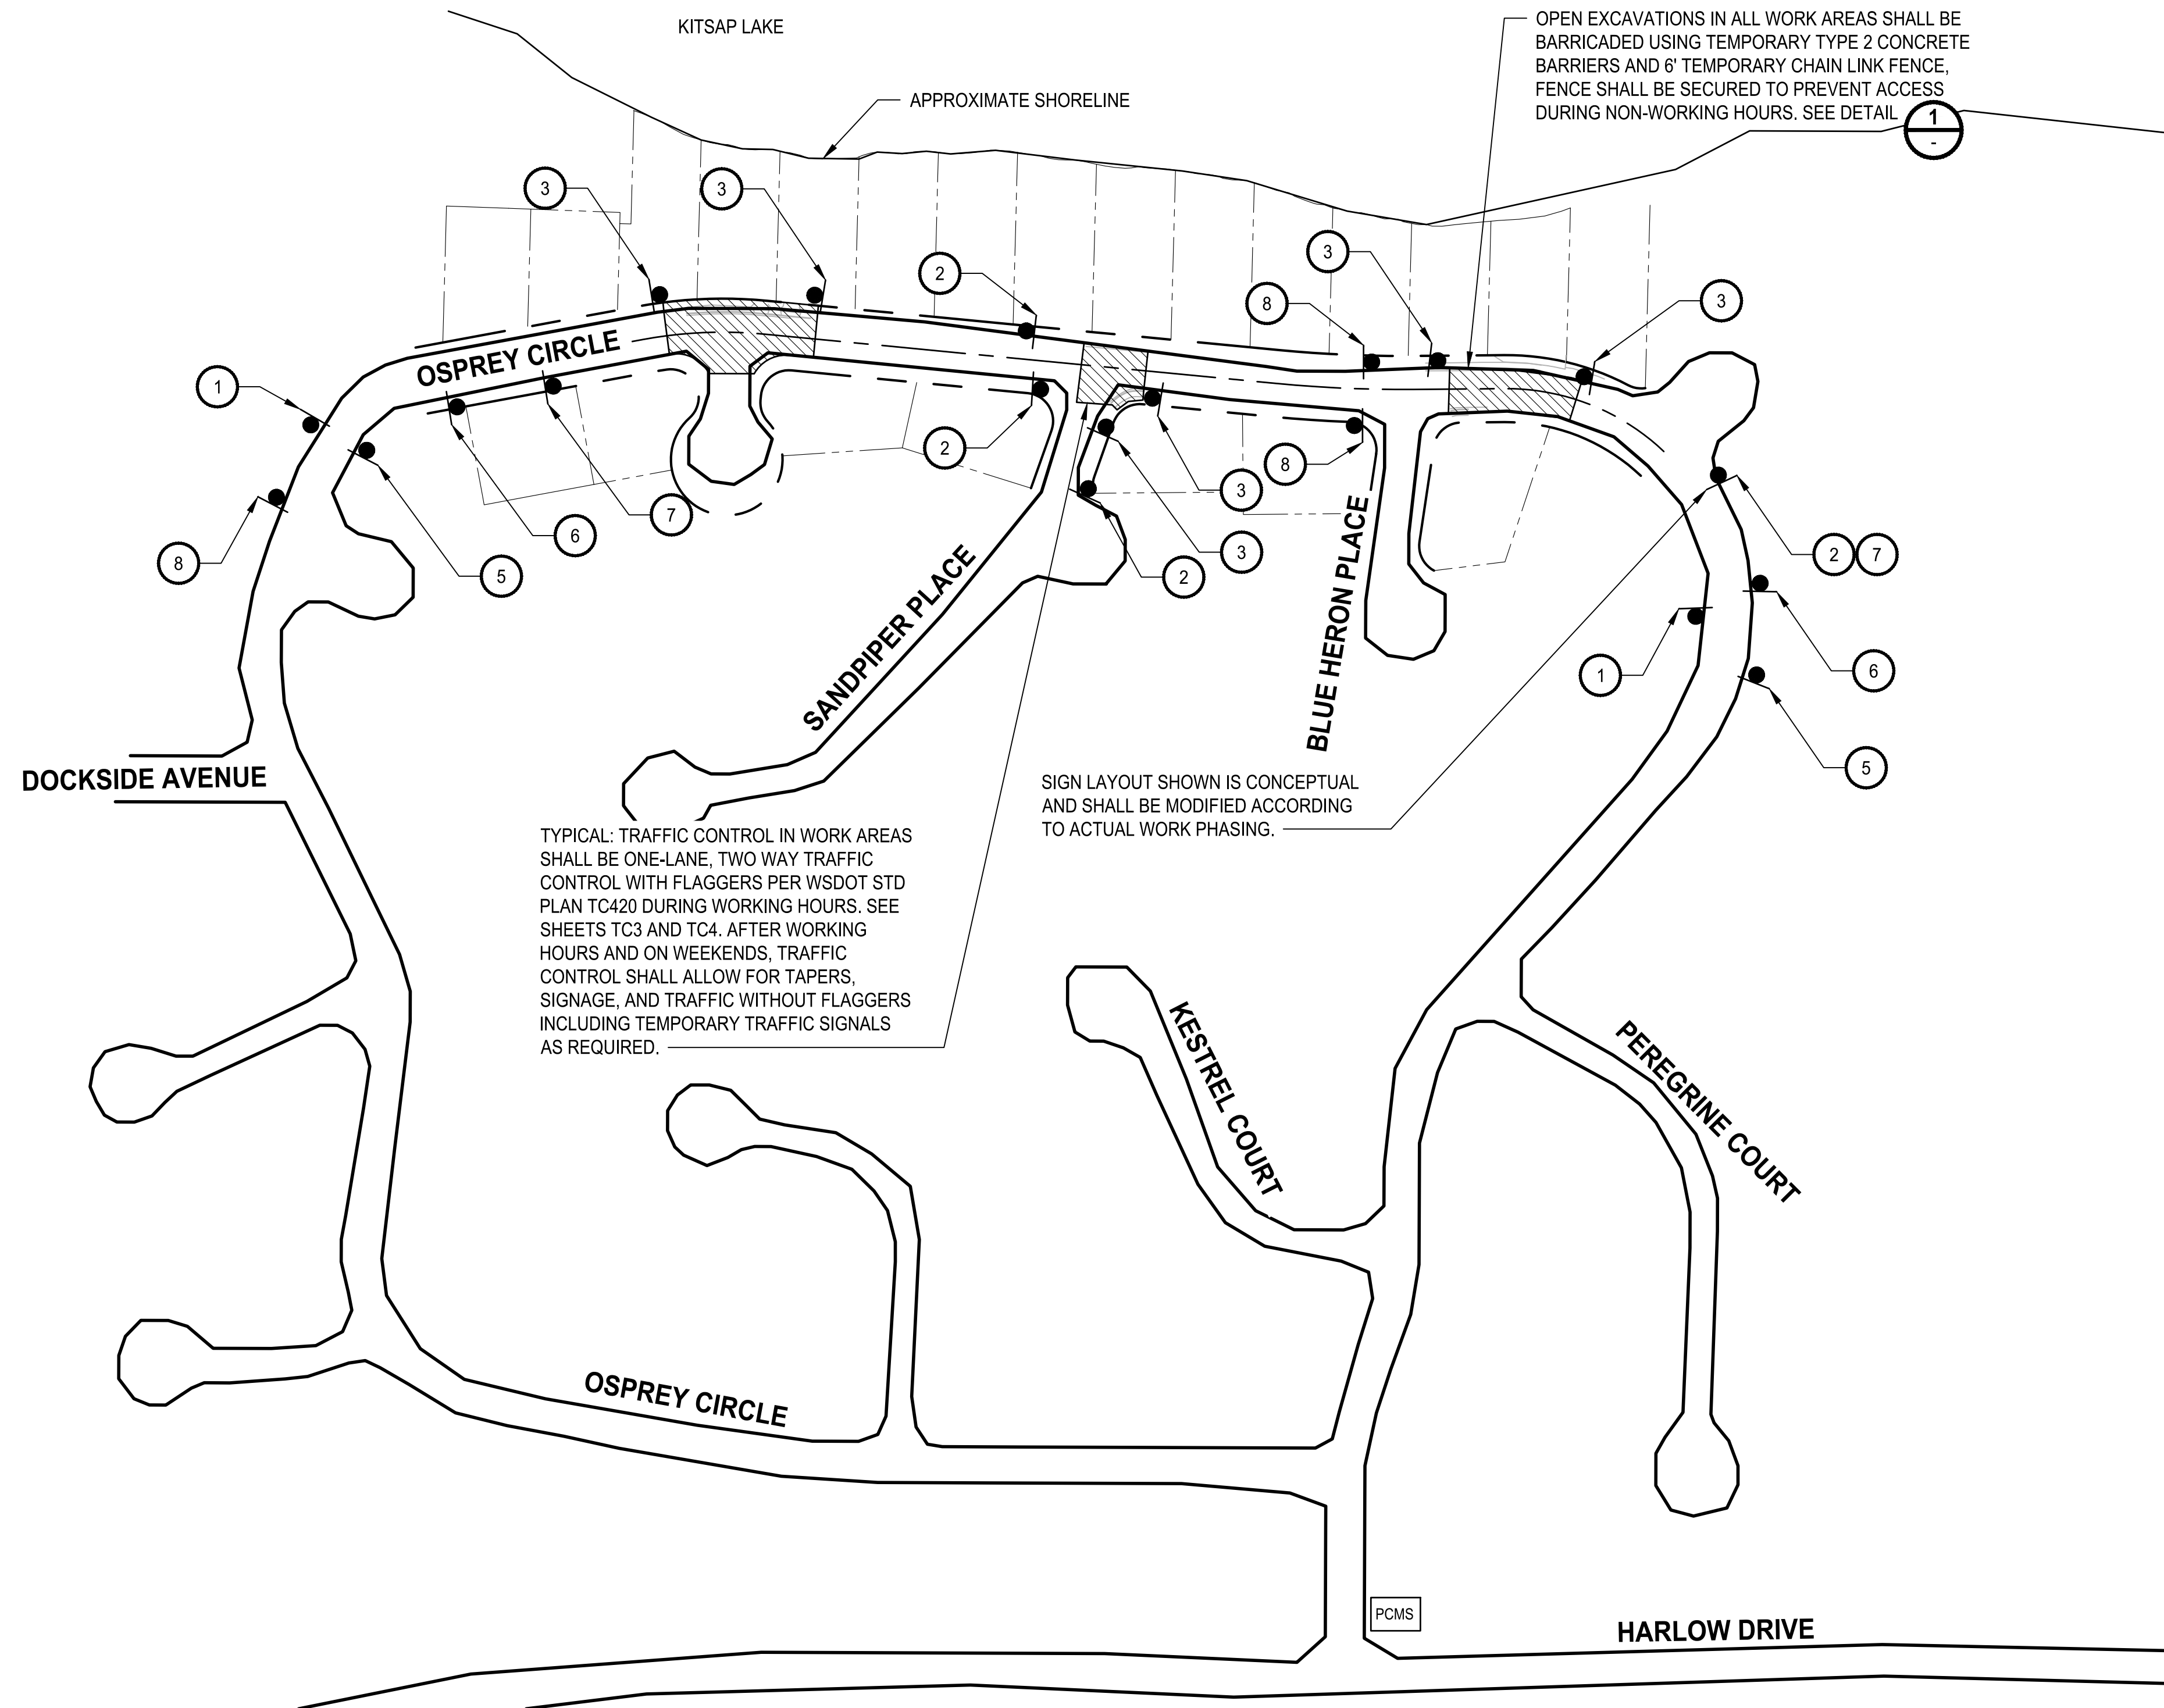 KITSAP LAKE
OPEN EXCAVATIONS IN ALL WORK AREAS SHALL BE
BARRICADED USING TEMPORARY TYPE 2 CONCRETE
BARRIERS AND 6' TEMPORARY CHAIN LINK FENCE,
FENCE SHALL BE SECURED TO PREVENT ACCESS
DURING NON-WORKING HOURS. SEE DETAIL
1
-
APPROXIMATE SHORELINE
3
3
2
3
8
3
OSPREY CIRCLE
1
2
8
3
7
6
8
5
3
2
2 7
SANDPIPER PLACE
BLUE HERON PLACE
1
6
5
DOCKSIDE AVENUE
SIGN LAYOUT SHOWN IS CONCEPTUAL
AND SHALL BE MODIFIED ACCORDING
TO ACTUAL WORK PHASING.
TYPICAL: TRAFFIC CONTROL IN WORK AREAS
SHALL BE ONE-LANE, TWO WAY TRAFFIC
CONTROL WITH FLAGGERS PER WSDOT STD
PLAN TC420 DURING WORKING HOURS. SEE
SHEETS TC3 AND TC4. AFTER WORKING
HOURS AND ON WEEKENDS, TRAFFIC
CONTROL SHALL ALLOW FOR TAPERS,
SIGNAGE, AND TRAFFIC WITHOUT FLAGGERS
INCLUDING TEMPORARY TRAFFIC SIGNALS
AS REQUIRED.
KESTREL COURT
PEREGRINE COURT
OSPREY CIRCLE
PCMS
HARLOW DRIVE